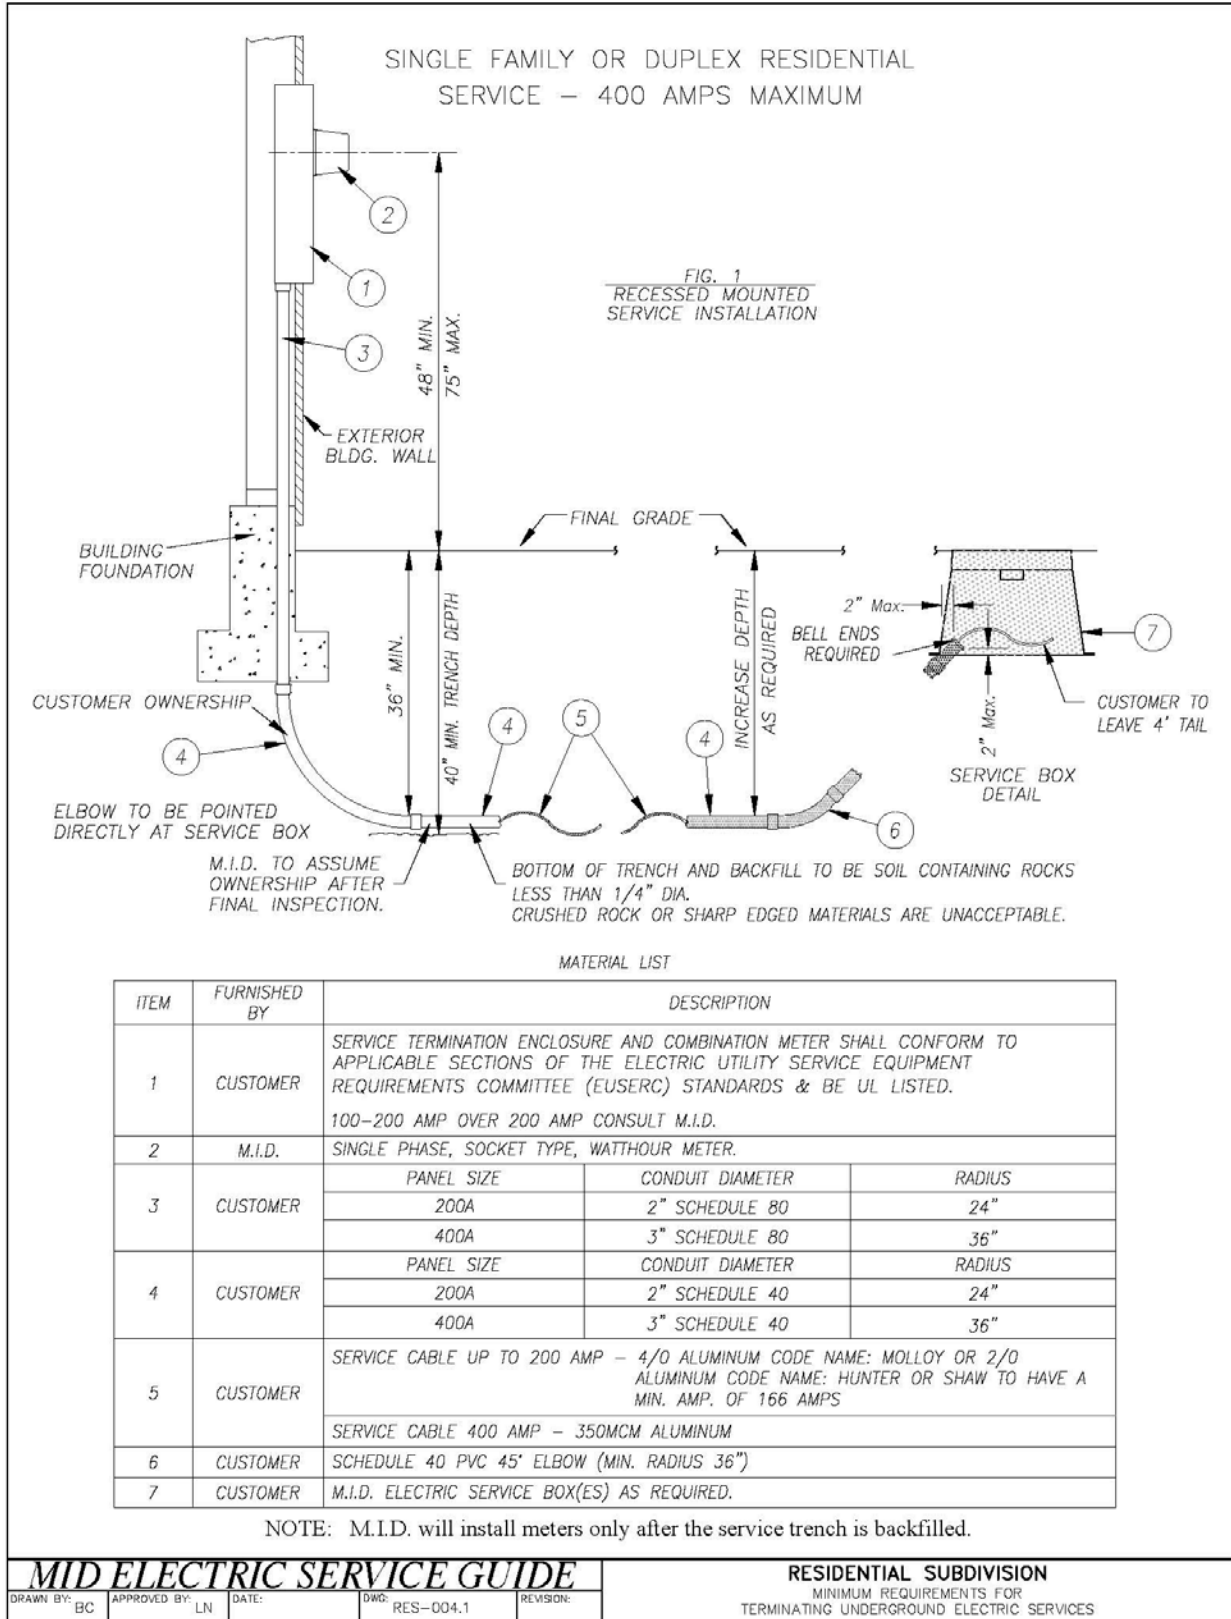 SINGLE FAMILY OR DUPLEX RESIDENTIAL
SERVICE – 400 AMPS MAXIMUM
2
1
3
FIG. 1
RECESSED MOUNTED
SERVICE INSTALLATION
48" MIN.
75" MAX.
EXTERIOR
BLDG. WALL
FINAL GRADE
BUILDING
FOUNDATION
36" MIN.
40" MIN. TRENCH DEPTH
INCREASE DEPTH
AS REQUIRED
2" Max.
BELL ENDS
REQUIRED
7
2" Max.
CUSTOMER TO
LEAVE 4' TAIL
SERVICE BOX
DETAIL
CUSTOMER OWNERSHIP
4
4
5
4
6
ELBOW TO BE POINTED
DIRECTLY AT SERVICE BOX
M.I.D. TO ASSUME
OWNERSHIP AFTER
FINAL INSPECTION.
BOTTOM OF TRENCH AND BACKFILL TO BE SOIL CONTAINING ROCKS
LESS THAN 1/4" DIA.
CRUSHED ROCK OR SHARP EDGED MATERIALS ARE UNACCEPTABLE.
MATERIAL LIST
ITEM FURNISHED BY DESCRIPTION
1 CUSTOMER SERVICE TERMINATION ENCLOSURE AND COMBINATION METER SHALL CONFORM TO
APPLICABLE SECTIONS OF THE ELECTRIC UTILITY SERVICE EQUIPMENT
REQUIREMENTS COMMITTEE (EUSERC) STANDARDS & BE UL LISTED.
100–200 AMP OVER 200 AMP CONSULT M.I.D.
2 M.I.D. SINGLE PHASE, SOCKET TYPE, WATTHOUR METER.
3 CUSTOMER PANEL SIZE CONDUIT DIAMETER RADIUS
200A 2" SCHEDULE 80 24"
400A 3" SCHEDULE 80 36"
4 CUSTOMER PANEL SIZE CONDUIT DIAMETER RADIUS
200A 2" SCHEDULE 40 24"
400A 3" SCHEDULE 40 36"
5 CUSTOMER SERVICE CABLE UP TO 200 AMP – 4/0 ALUMINUM CODE NAME: MOLLOY OR 2/0
ALUMINUM CODE NAME: HUNTER OR SHAW TO HAVE A
MIN. AMP. OF 166 AMPS
SERVICE CABLE 400 AMP – 350MCM ALUMINUM
6 CUSTOMER SCHEDULE 40 PVC 45° ELBOW (MIN. RADIUS 36")
7 CUSTOMER M.I.D. ELECTRIC SERVICE BOX(ES) AS REQUIRED.
NOTE: M.I.D. will install meters only after the service trench is backfilled.
MID ELECTRIC SERVICE GUIDE
DRAWN BY: BC APPROVED BY: LN DATE: DWG: RES–004.1 REVISION:
RESIDENTIAL SUBDIVISION
MINIMUM REQUIREMENTS FOR
TERMINATING UNDERGROUND ELECTRIC SERVICES